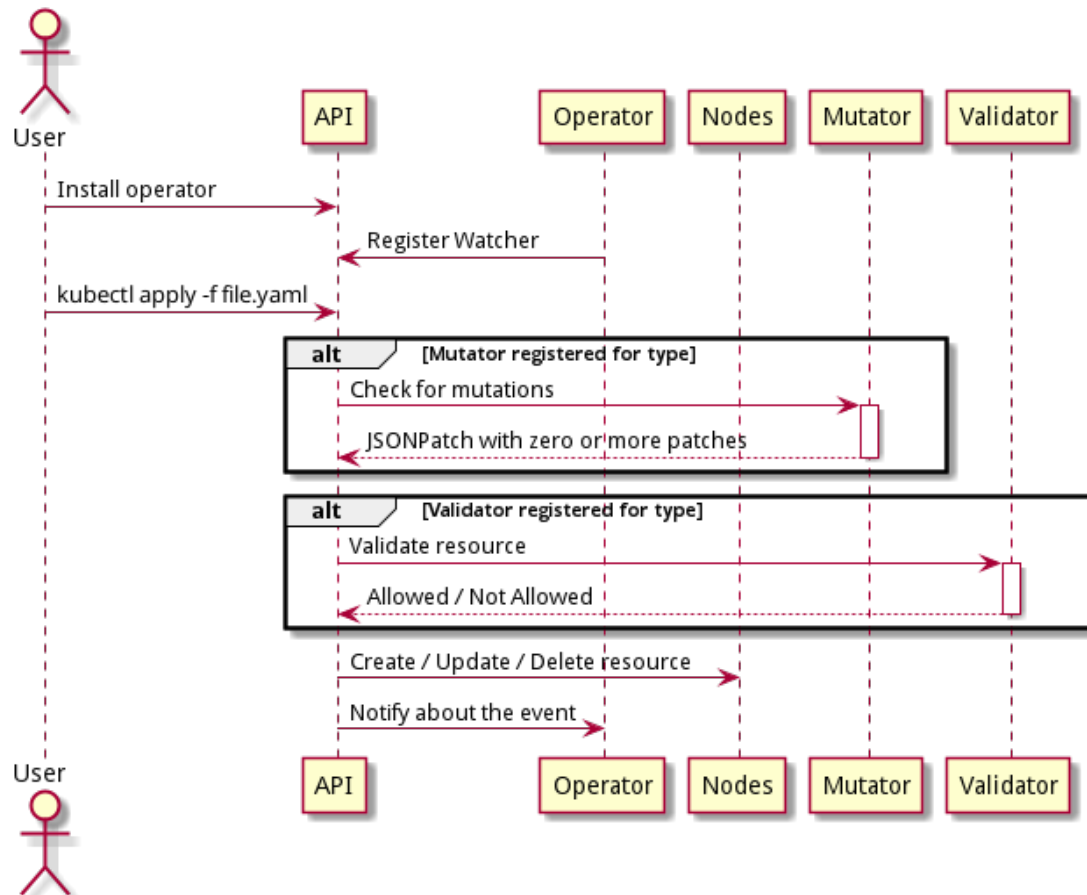 User
API
Operator
Nodes
Mutator
Validator
Install operator
Register Watcher
kubectl apply -f file.yaml
alt [Mutator registered for type]
Check for mutations
JSONPatch with zero or more patches
alt [Validator registered for type]
Validate resource
Allowed / Not Allowed
Create / Update / Delete resource
Notify about the event
User
API
Operator
Nodes
Mutator
Validator